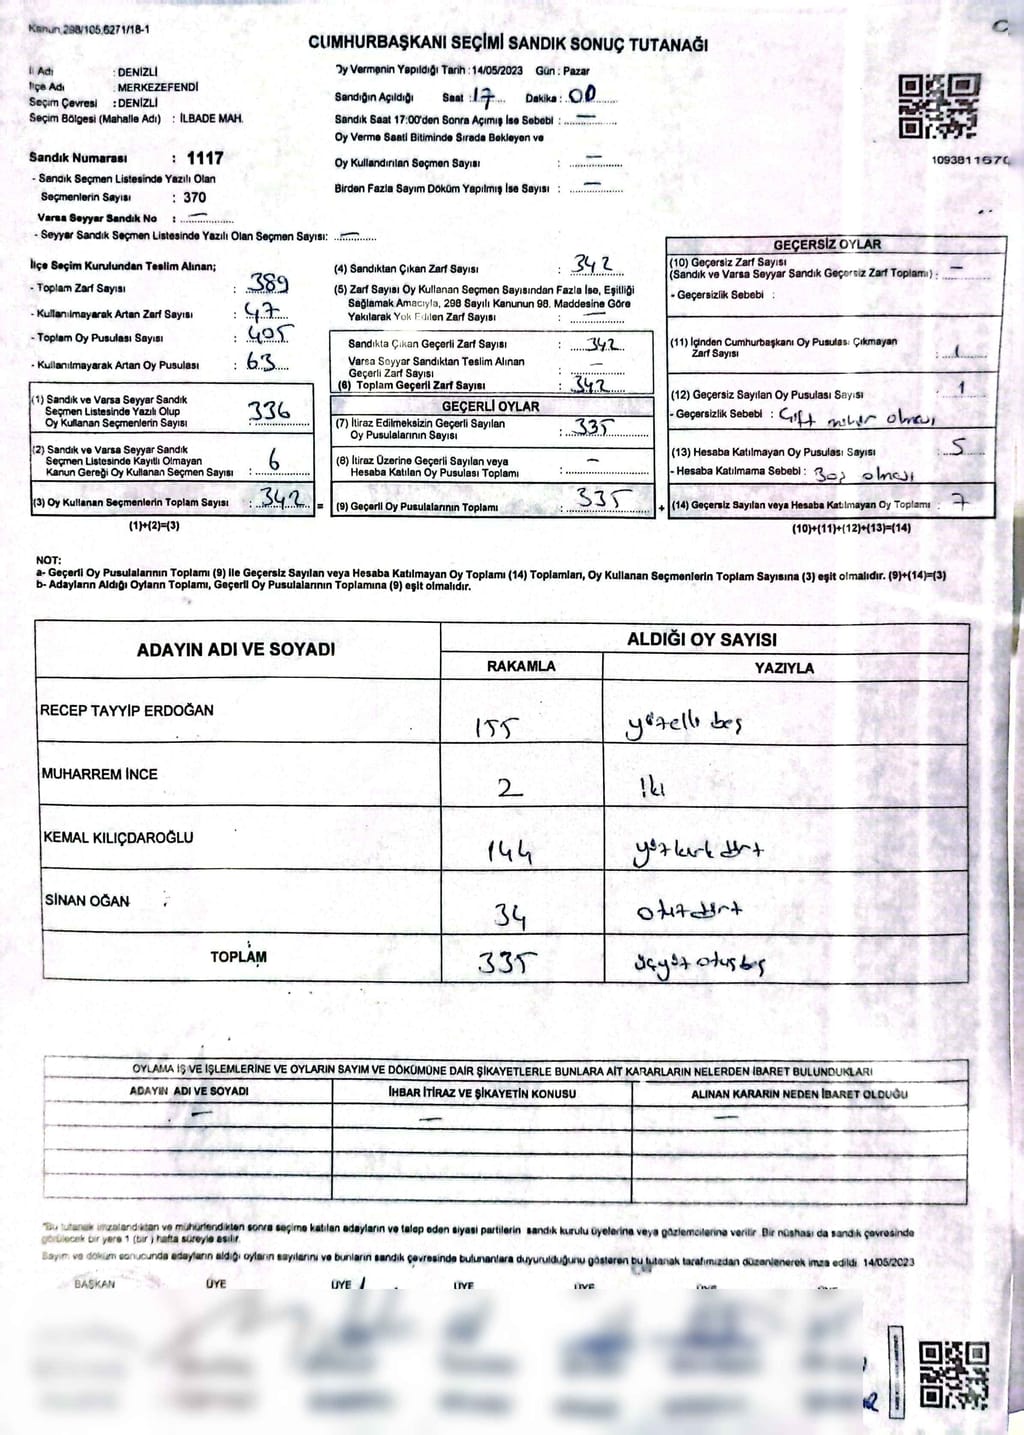 Kanun 298/105,6271/18-1
CUMHURBAŞKANI SEÇİMİ SANDIK SONUÇ TUTANAĞI
İl Adı : DENİZLİ
İlçe Adı : MERKEZEFENDİ
Seçim Çevresi : DENİZLİ
Seçim Bölgesi (Mahalle Adı) : İLBADE MAH.
Sandık Numarası : 1117
- Sandık Seçmen Listesinde Yazılı Olan
Seçmenlerin Sayısı : 370
Varsa Seyyar Sandık No : —
- Seyyar Sandık Seçmen Listesinde Yazılı Olan Seçmen Sayısı: —
Oy Vermenin Yapıldığı Tarih : 14/05/2023 Gün : Pazar
Sandığın Açıldığı Saat : 17 Dakika : 00
Sandık Saat 17:00'den Sonra Açımış İse Sebebi : —
Oy Verme Saati Bitiminde Sırada Bekleyen ve
Oy Kullandırılan Seçmen Sayısı : —
Birden Fazla Sayım Döküm Yapılmış İse Sayısı : —
1093811570
İlçe Seçim Kurulundan Teslim Alınan;
- Toplam Zarf Sayısı : 389
- Kullanılmayarak Artan Zarf Sayısı : 47
- Toplam Oy Pusulası Sayısı : 405
- Kullanılmayarak Artan Oy Pusulası : 63
(1) Sandık ve Varsa Seyyar Sandık
Seçmen Listesinde Yazılı Olup
Oy Kullanan Seçmenlerin Sayısı : 336
(2) Sandık ve Varsa Seyyar Sandık
Seçmen Listesinde Kayıtlı Olmayan
Kanun Gereği Oy Kullanan Seçmen Sayısı : 6
(3) Oy Kullanan Seçmenlerin Toplam Sayısı : 342 =
(1)+(2)=(3)
(4) Sandıktan Çıkan Zarf Sayısı : 342
(5) Zarf Sayısı Oy Kullanan Seçmen Sayısından Fazla İse, Eşitliği
Sağlamak Amacıyla, 298 Sayılı Kanunun 98. Maddesine Göre
Yakılarak Yok Edilen Zarf Sayısı : —
Sandıkta Çıkan Geçerli Zarf Sayısı : 342
Varsa Seyyar Sandıktan Teslim Alınan
Geçerli Zarf Sayısı : —
(6) Toplam Geçerli Zarf Sayısı : 342
GEÇERLİ OYLAR
(7) İtiraz Edilmeksizin Geçerli Sayılan
Oy Pusulalarının Sayısı : 335
(8) İtiraz Üzerine Geçerli Sayılan veya
Hesaba Katılan Oy Pusulası Toplamı : —
(9) Geçerli Oy Pusulalarının Toplamı : 335 +
GEÇERSİZ OYLAR
(10) Geçersiz Zarf Sayısı
(Sandık ve Varsa Seyyar Sandık Geçersiz Zarf Toplamı) : —
- Geçersizlik Sebebi :
(11) İçinden Cumhurbaşkanı Oy Pusulası Çıkmayan
Zarf Sayısı : 1
(12) Geçersiz Sayılan Oy Pusulası Sayısı : 1
- Geçersizlik Sebebi : Çift mühür olması
(13) Hesaba Katılmayan Oy Pusulası Sayısı : 5
- Hesaba Katılmama Sebebi : Boş olması
(14) Geçersiz Sayılan veya Hesaba Katılmayan Oy Toplamı : 7
(10)+(11)+(12)+(13)=(14)
NOT:
a- Geçerli Oy Pusulalarının Toplamı (9) ile Geçersiz Sayılan veya Hesaba Katılmayan Oy Toplamı (14) Toplamları, Oy Kullanan Seçmenlerin Toplam Sayısına (3) eşit olmalıdır. (9)+(14)=(3)
b- Adayların Aldığı Oyların Toplamı, Geçerli Oy Pusulalarının Toplamına (9) eşit olmalıdır.
ADAYIN ADI VE SOYADI ALDIĞI OY SAYISI
RAKAMLA YAZIYLA
RECEP TAYYİP ERDOĞAN 155 yüzelli beş
MUHARREM İNCE 2 İki
KEMAL KILIÇDAROĞLU 144 yüzkırk dört
SİNAN OĞAN 34 otuzdört
TOPLAM 335 üçyüz otuzbeş
OYLAMA İŞ VE İŞLEMLERİNE VE OYLARIN SAYIM VE DÖKÜMÜNE DAİR ŞİKAYETLERLE BUNLARA AİT KARARLARIN NELERDEN İBARET BULUNDUKLARI
ADAYIN ADI VE SOYADI İHBAR İTİRAZ VE ŞİKAYETİN KONUSU ALINAN KARARIN NEDEN İBARET OLDUĞU
— — —
"Bu tutanak imzalandıktan ve mühürlendikten sonra seçime katılan adayların ve talep eden siyasi partilerin sandık kurulu üyelerine veya gözlemcilerine verilir. Bir nüshası da sandık çevresinde
görülecek bir yere 1 (bir) hafta süreyle asılır.
Sayım ve döküm sonucunda adayların aldığı oyların sayılarını ve bunların sandık çevresinde bulunanlara duyurulduğunu gösteren bu tutanak tarafımızdan düzenlenerek imza edildi. 14/05/2023
BAŞKAN ÜYE ÜYE ÜYE ÜYE ÜYE ÜYE